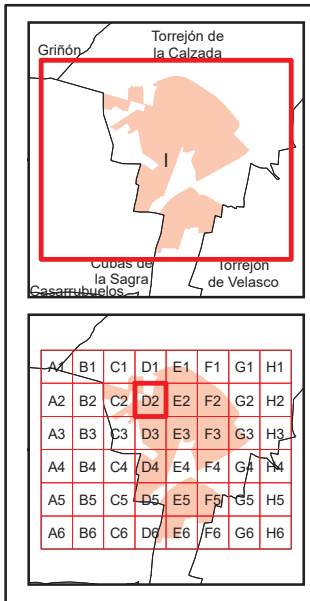 Torrejón de
la Calzada
Griñón
I
Cubas de
la Sagra
Torrejón
de Velasco
Casarrubuelos
A1 B1 C1 D1 E1 F1 G1 H1
A2 B2 C2 D2 E2 F2 G2 H2
A3 B3 C3 D3 E3 F3 G3 H3
A4 B4 C4 D4 E4 F4 G4 H4
A5 B5 C5 D5 E5 F5 G5 H5
A6 B6 C6 D6 E6 F6 G6 H6